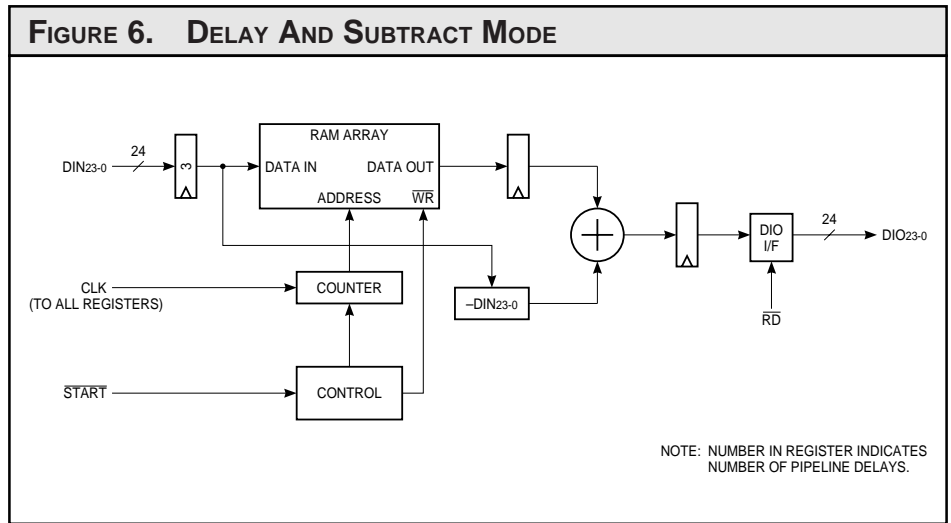 FIGURE 6. DELAY AND SUBTRACT MODE
DIN23-0
24
3
RAM ARRAY
DATA IN
DATA OUT
ADDRESS
WR
CLK
(TO ALL REGISTERS)
COUNTER
–DIN23-0
DIO
I/F
24
DIO23-0
RD
START
CONTROL
NOTE: NUMBER IN REGISTER INDICATES
NUMBER OF PIPELINE DELAYS.